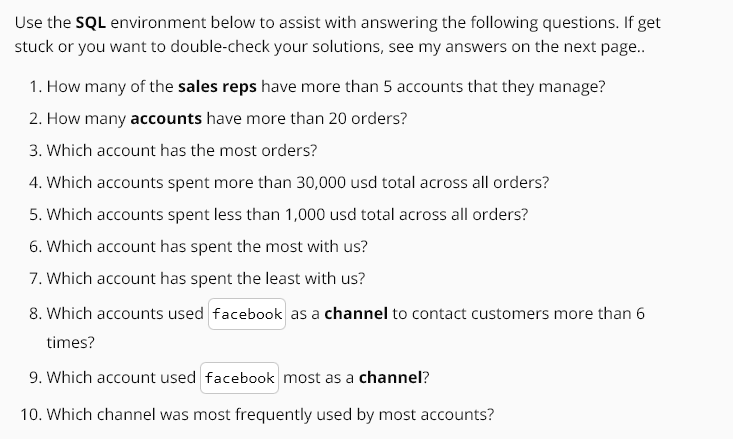 Use the SQL environment below to assist with answering the following questions. If get
stuck or you want to double-check your solutions, see my answers on the next page..
1. How many of the sales reps have more than 5 accounts that they manage?
2. How many accounts have more than 20 orders?
3. Which account has the most orders?
4. Which accounts spent more than 30,000 usd total across all orders?
5. Which accounts spent less than 1,000 usd total across all orders?
6. Which account has spent the most with us?
7. Which account has spent the least with us?
8. Which accounts used facebook as a channel to contact customers more than 6
times?
9. Which account used facebook most as a channel?
10. Which channel was most frequently used by most accounts?